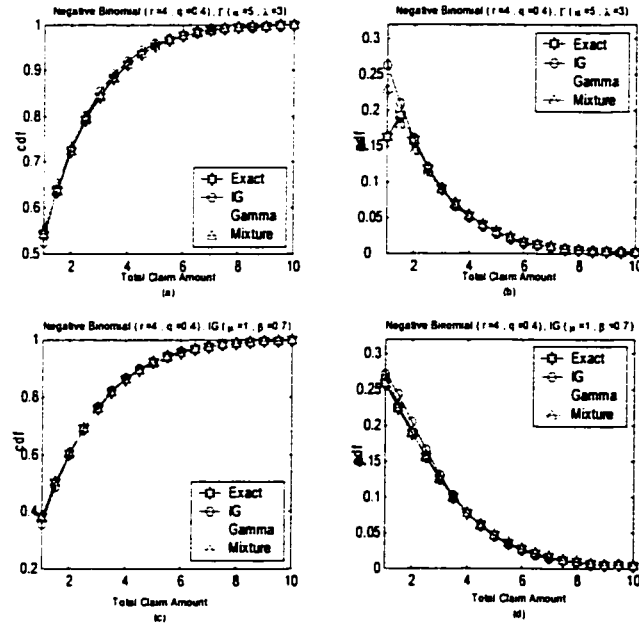 Negative Binomial (r=4 , q=0.4), Γ (α=5 , λ=3)
1
0.9
0.8
0.7
0.6
0.5
cdf
Exact
IG
Gamma
Mixture
2 4 6 8 10
Total Claim Amount
(a)
Negative Binomial (r=4 , q=0.4), Γ (α=5 , λ=3)
0.3
0.25
0.2
0.15
0.1
0.05
0
pdf
Exact
IG
Gamma
Mixture
2 4 6 8 10
Total Claim Amount
(b)
Negative Binomial (r=4 , q=0.4), IG (μ=1 , β=0.7)
1
0.8
0.6
0.4
0.2
cdf
Exact
IG
Gamma
Mixture
2 4 6 8 10
Total Claim Amount
(c)
Negative Binomial (r=4 , q=0.4), IG (μ=1 , β=0.7)
0.3
0.25
0.2
0.15
0.1
0.05
0
pdf
Exact
IG
Gamma
Mixture
2 4 6 8 10
Total Claim Amount
(d)